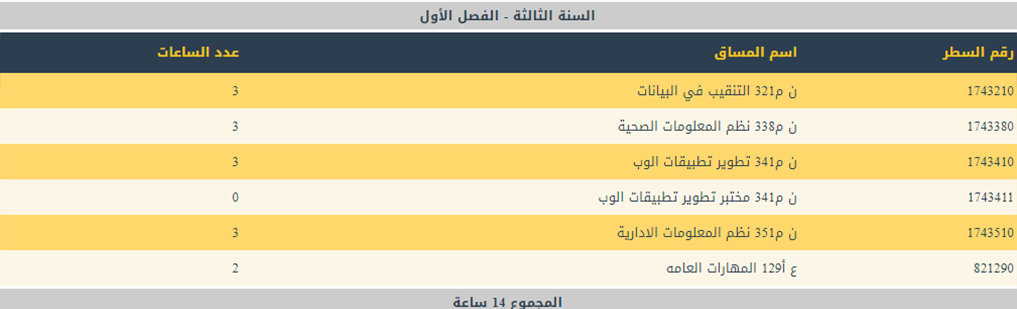 السنة الثالثة - الفصل الأول
رقم السطر اسم المساق عدد الساعات
1743210 ن م321 التنقيب في البيانات 3
1743380 ن م338 نظم المعلومات الصحية 3
1743410 ن م341 تطوير تطبيقات الوب 3
1743411 ن م341 مختبر تطوير تطبيقات الوب 0
1743510 ن م351 نظم المعلومات الادارية 3
821290 ع أ129 المهارات العامه 2
المجموع 14 ساعة